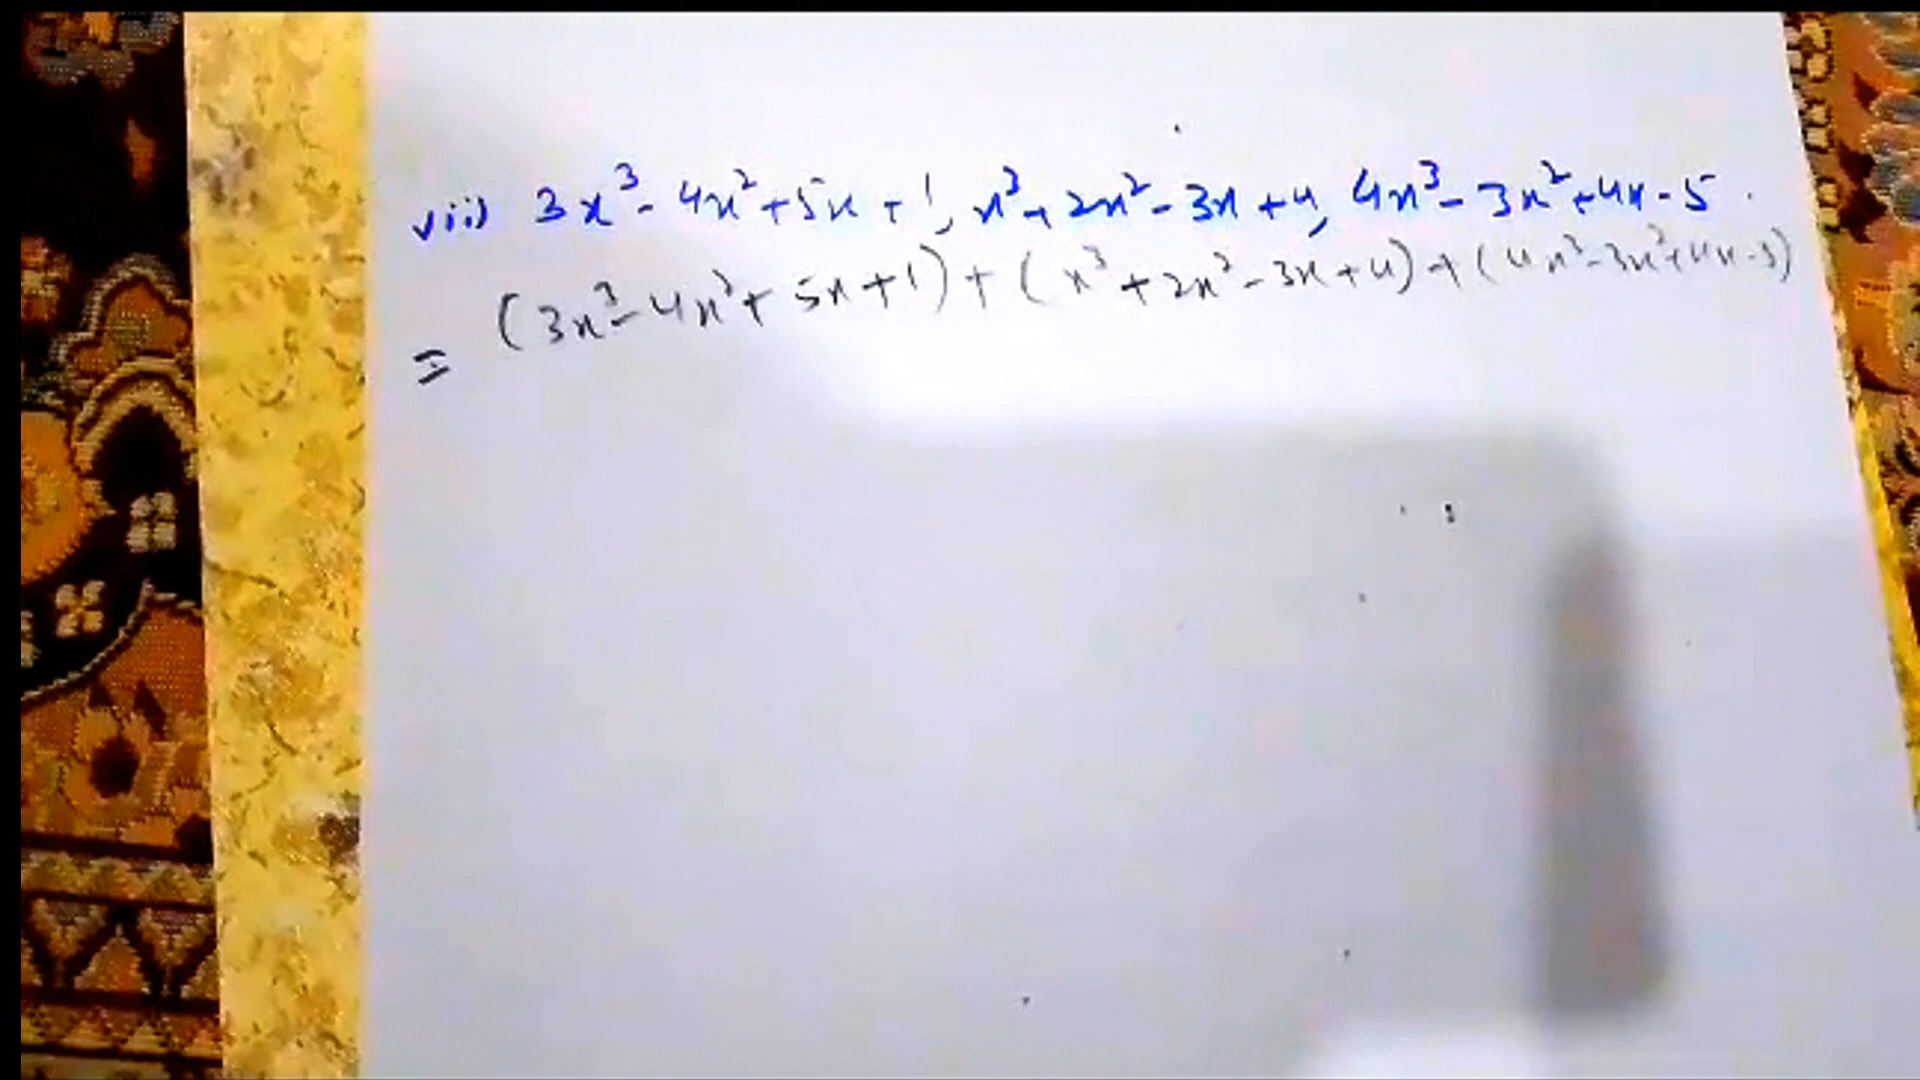 vii) 3x³ - 4x² + 5x + 1, x³ + 2x² - 3x + 4, 4x³ - 3x² + 4x - 5.
= (3x³ - 4x² + 5x + 1) + (x³ + 2x² - 3x + 4) + (4x³ - 3x² + 4x - 5)